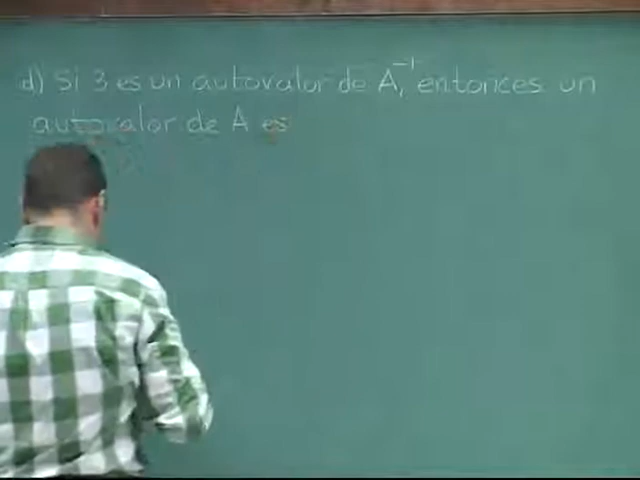 d) Si 3 es un autovalor de A⁻¹, entonces un
autovalor de A es